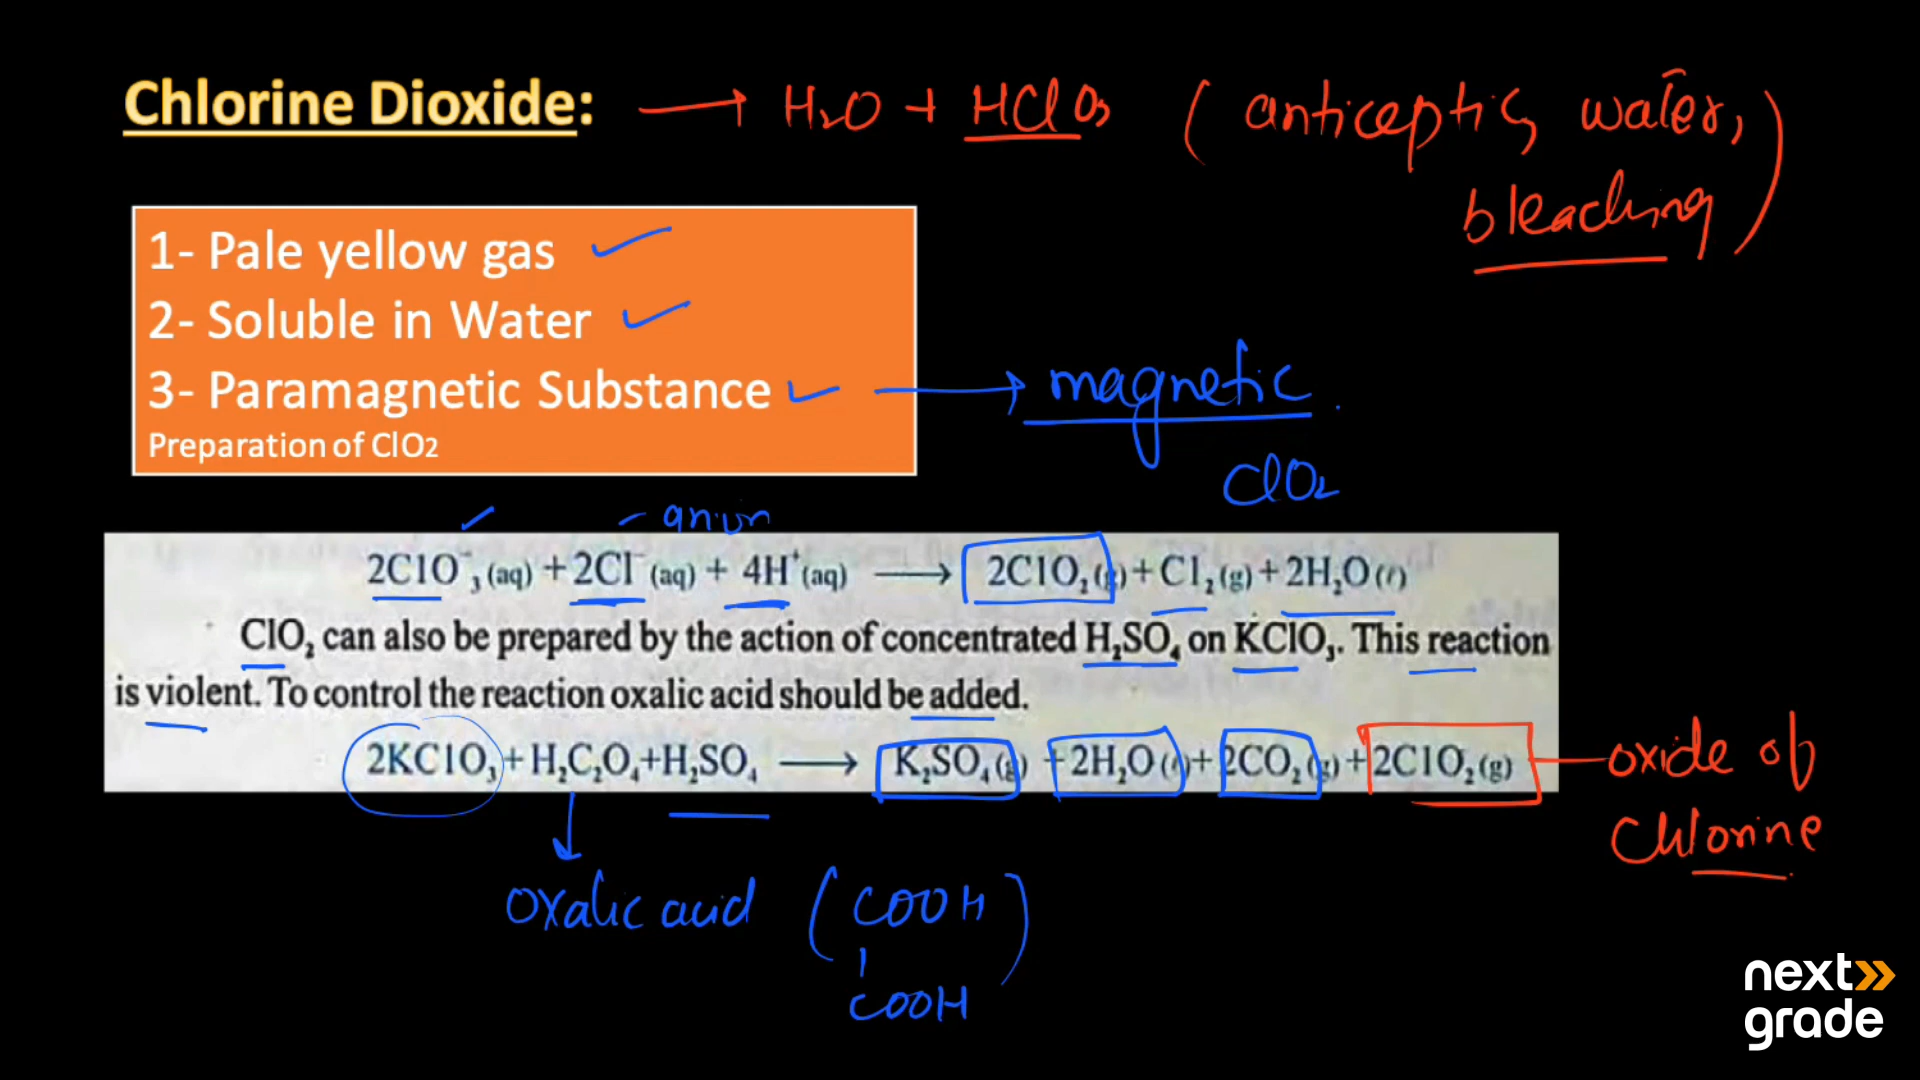 Chlorine Dioxide: → H₂O + HClO₃ (anticeptic, water,
bleaching)
1- Pale yellow gas ✓
2- Soluble in Water ✓
3- Paramagnetic Substance ✓ → magnetic.
Preparation of ClO2
ClO₂
- anion
2ClO⁻₃(aq) + 2Cl⁻(aq) + 4H⁺(aq) ⟶ 2ClO₂(g) + Cl₂(g) + 2H₂O(l)
ClO₂ can also be prepared by the action of concentrated H₂SO₄ on KClO₃. This reaction
is violent. To control the reaction oxalic acid should be added.
2KClO₃ + H₂C₂O₄ + H₂SO₄ ⟶ K₂SO₄(g) + 2H₂O(l) + 2CO₂(g) + 2ClO₂(g)
oxide of
Chlorine
oxalic acid (COOH
COOH)
next
grade